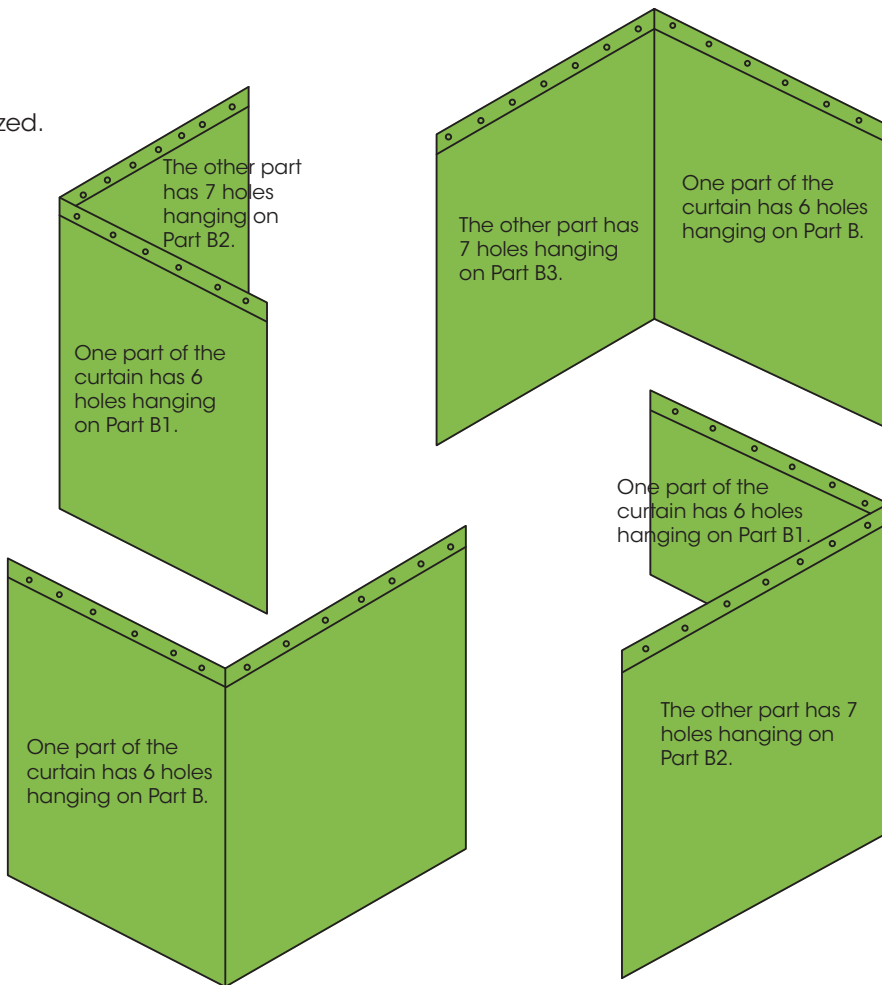 zed.
The other part
has 7 holes
hanging on
Part B2.
One part of the
curtain has 6 holes
hanging on Part B.
The other part has
7 holes hanging
on Part B3.
One part of the
curtain has 6
holes hanging
on Part B1.
One part of the
curtain has 6 holes
hanging on Part B1.
The other part has 7
holes hanging on
Part B2.
One part of the
curtain has 6 holes
hanging on Part B.